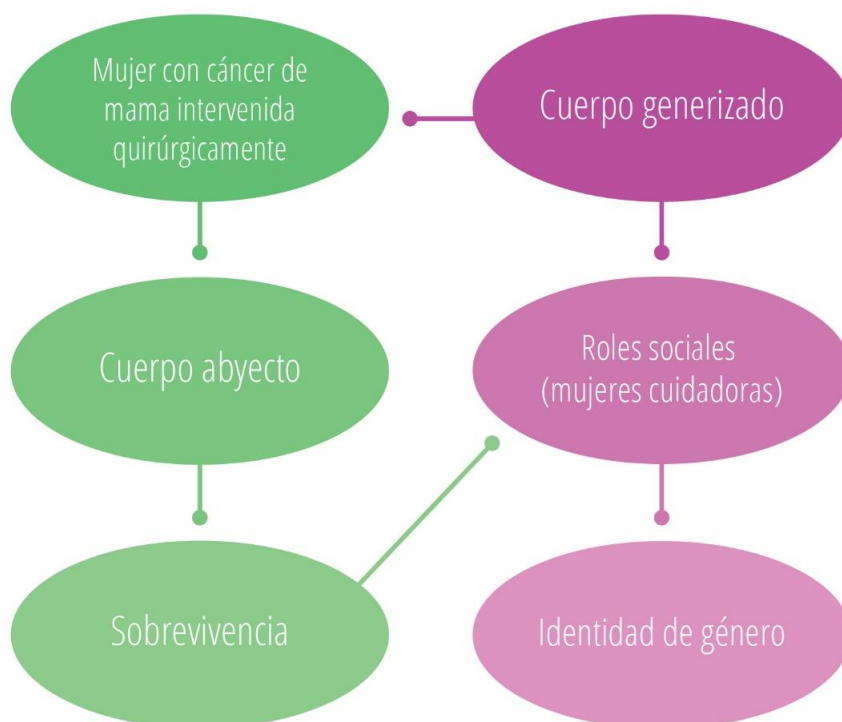 Mujer con cáncer de
mama intervenida
quirúrgicamente
Cuerpo generizado
Cuerpo abyecto
Roles sociales
(mujeres cuidadoras)
Sobrevivencia
Identidad de género